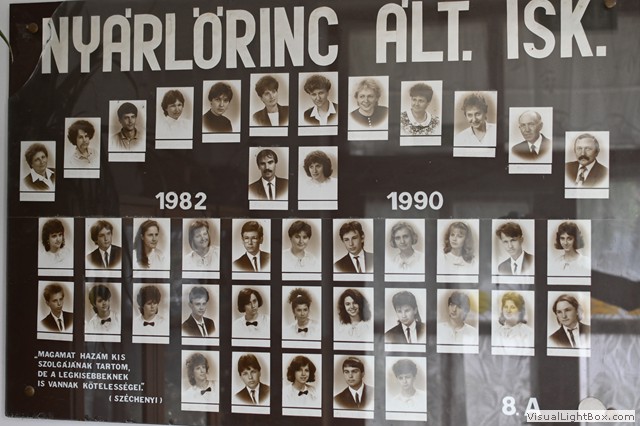 NYÁRLŐRINC ÁLT. ISK.
1982 1990
„MAGAMAT HAZÁM KIS
SZOLGÁJÁNAK TARTOM,
DE A LEGKISEBBEKNEK
IS VANNAK KÖTELESSÉGEI."
(SZÉCHENYI)
8. A
VisualLightBox.com